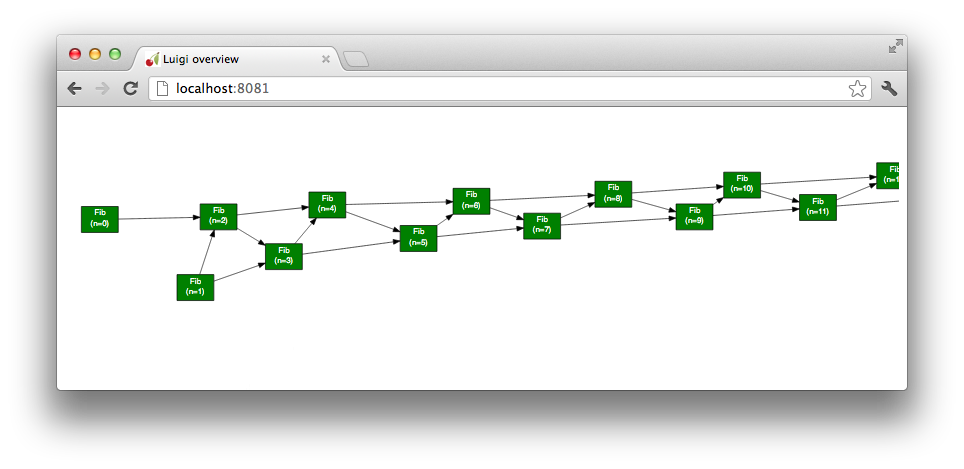 Luigi overview
localhost:8081
Fib
(n=0)
Fib
(n=1)
Fib
(n=2)
Fib
(n=3)
Fib
(n=4)
Fib
(n=5)
Fib
(n=6)
Fib
(n=7)
Fib
(n=8)
Fib
(n=9)
Fib
(n=10)
Fib
(n=11)
Fib